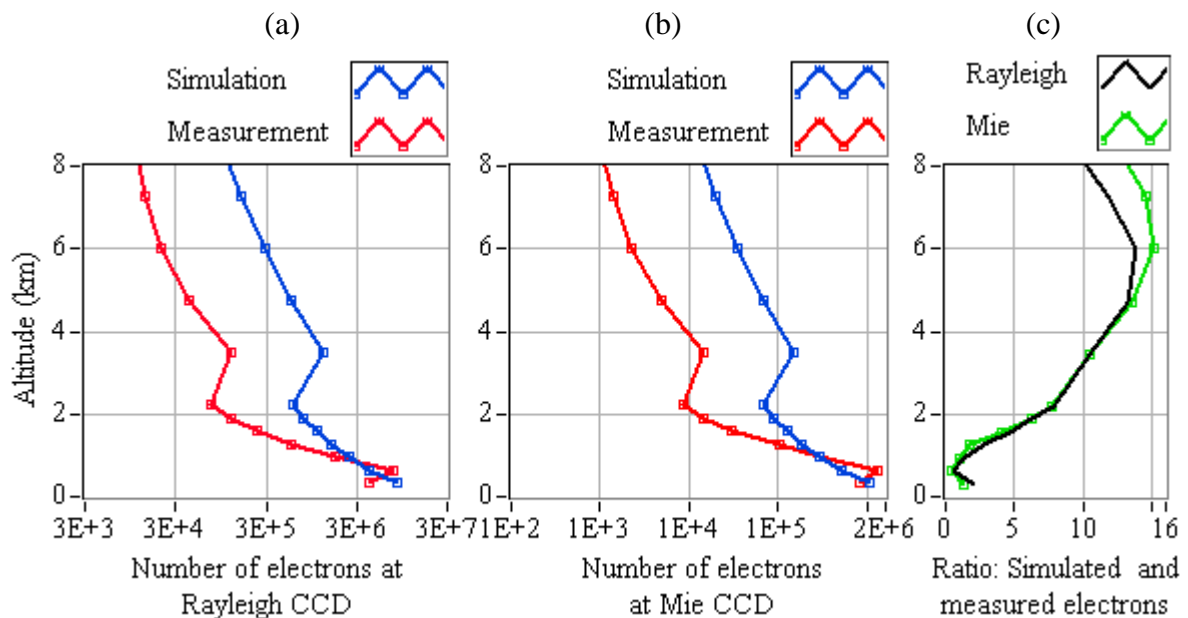 (a)
Simulation
Measurement
Altitude (km)
8
6
4
2
0
3E+3 3E+4 3E+5 3E+6 3E+7
Number of electrons at
Rayleigh CCD
(b)
Simulation
Measurement
8
6
4
2
0
1E+2 1E+3 1E+4 1E+5 2E+6
Number of electrons
at Mie CCD
(c)
Rayleigh
Mie
8
6
4
2
0
0 5 10 16
Ratio: Simulated and
measured electrons